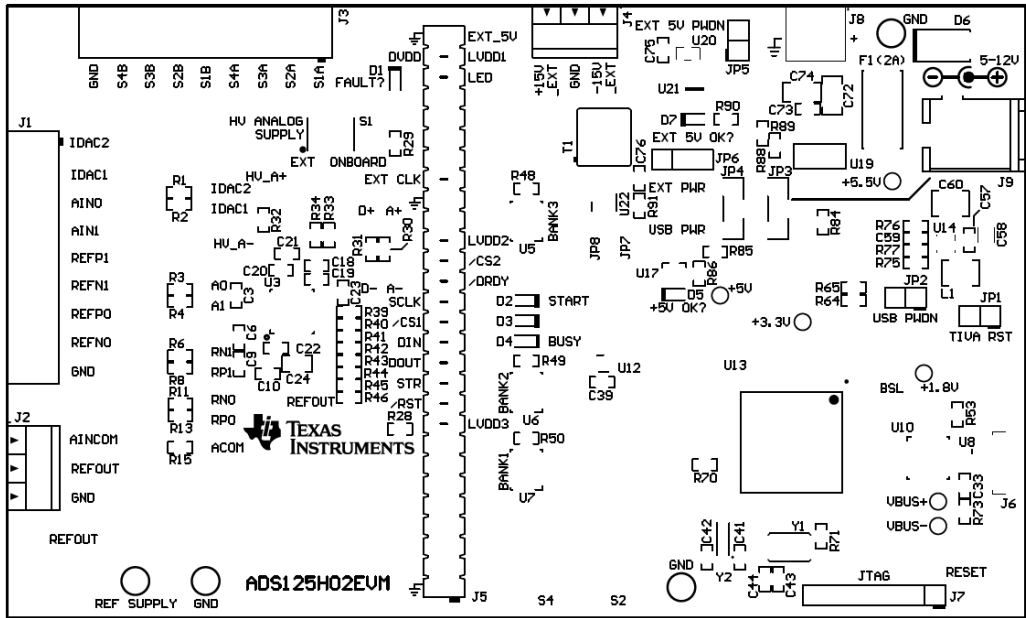 J3
GND
S4B
S3B
S2B
S1B
S4A
S3A
S2A
S1A
DVDD
D1
FAULT?
EXT_5V
LVDD1
LED
J4
+15V
_EXT
GND
-15V
_EXT
C75
EXT 5V PWDN
U20
JP5
J8
+
GND
D6
F1(2A)
5-12V
U21
R90
D7
EXT 5V OK?
C74
C73
C72
J9
J1
IDAC2
IDAC1
AIN0
AIN1
REFP1
REFN1
REFP0
REFN0
GND
HV ANALOG
SUPPLY
EXT
S1
ONBOARD
R29
EXT CLK
T1
C76
JP6
R89
R88
U19
+5.5V
R1
R2
IDAC2
IDAC1
HV_A+
HV_A-
R32
R34
R33
D+
A+
R31
R30
R48
BANK3
U5
U22
R91
EXT PWR
USB PWR
JP4
JP3
JP8
JP7
R84
R85
C60
C57
R76
C59
R77
R75
U14
C58
L1
LVDD2
/CS2
/DRDY
C21
C20
C18
C19
U3
C23
D-
A-
R3
R4
A0
A1
C3
SCLK
/CS1
DIN
DOUT
STR
/RST
LVDD3
D2
START
D3
D4
BUSY
U17
R86
D5
+5V OK?
+5V
+3.3V
R65
R64
JP2
USB PWDN
JP1
TIVA RST
R39
R40
R41
R42
R43
R44
R45
R46
C6
C9
C22
C24
C10
RN1
RP1
R6
R8
R11
R13
R15
RN0
RP0
ACOM
REFOUT
R28
R49
BANK2
U6
R50
BANK1
U7
U12
C39
U13
BSL
+1.8V
R53
U10
U8
J2
AINCOM
REFOUT
GND
TEXAS
INSTRUMENTS
R70
C33
R73
J6
VBUS+
VBUS-
REFOUT
REF SUPPLY
GND
ADS125H02EVM
J5
S4
S2
GND
C42
C41
Y2
Y1
R71
C44
C43
JTAG
RESET
J7